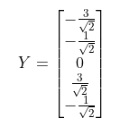 Y = [ -3/√2
-1/√2
0
3/√2
-1/√2 ]